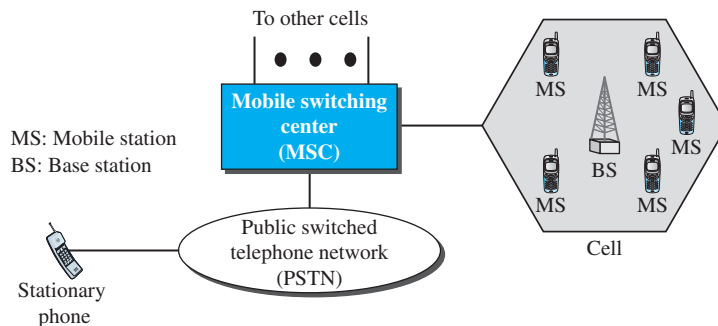 To other cells
Mobile switching
center
(MSC)
MS: Mobile station
BS: Base station
MS
MS
MS
BS
MS
MS
Cell
Public switched
telephone network
(PSTN)
Stationary
phone